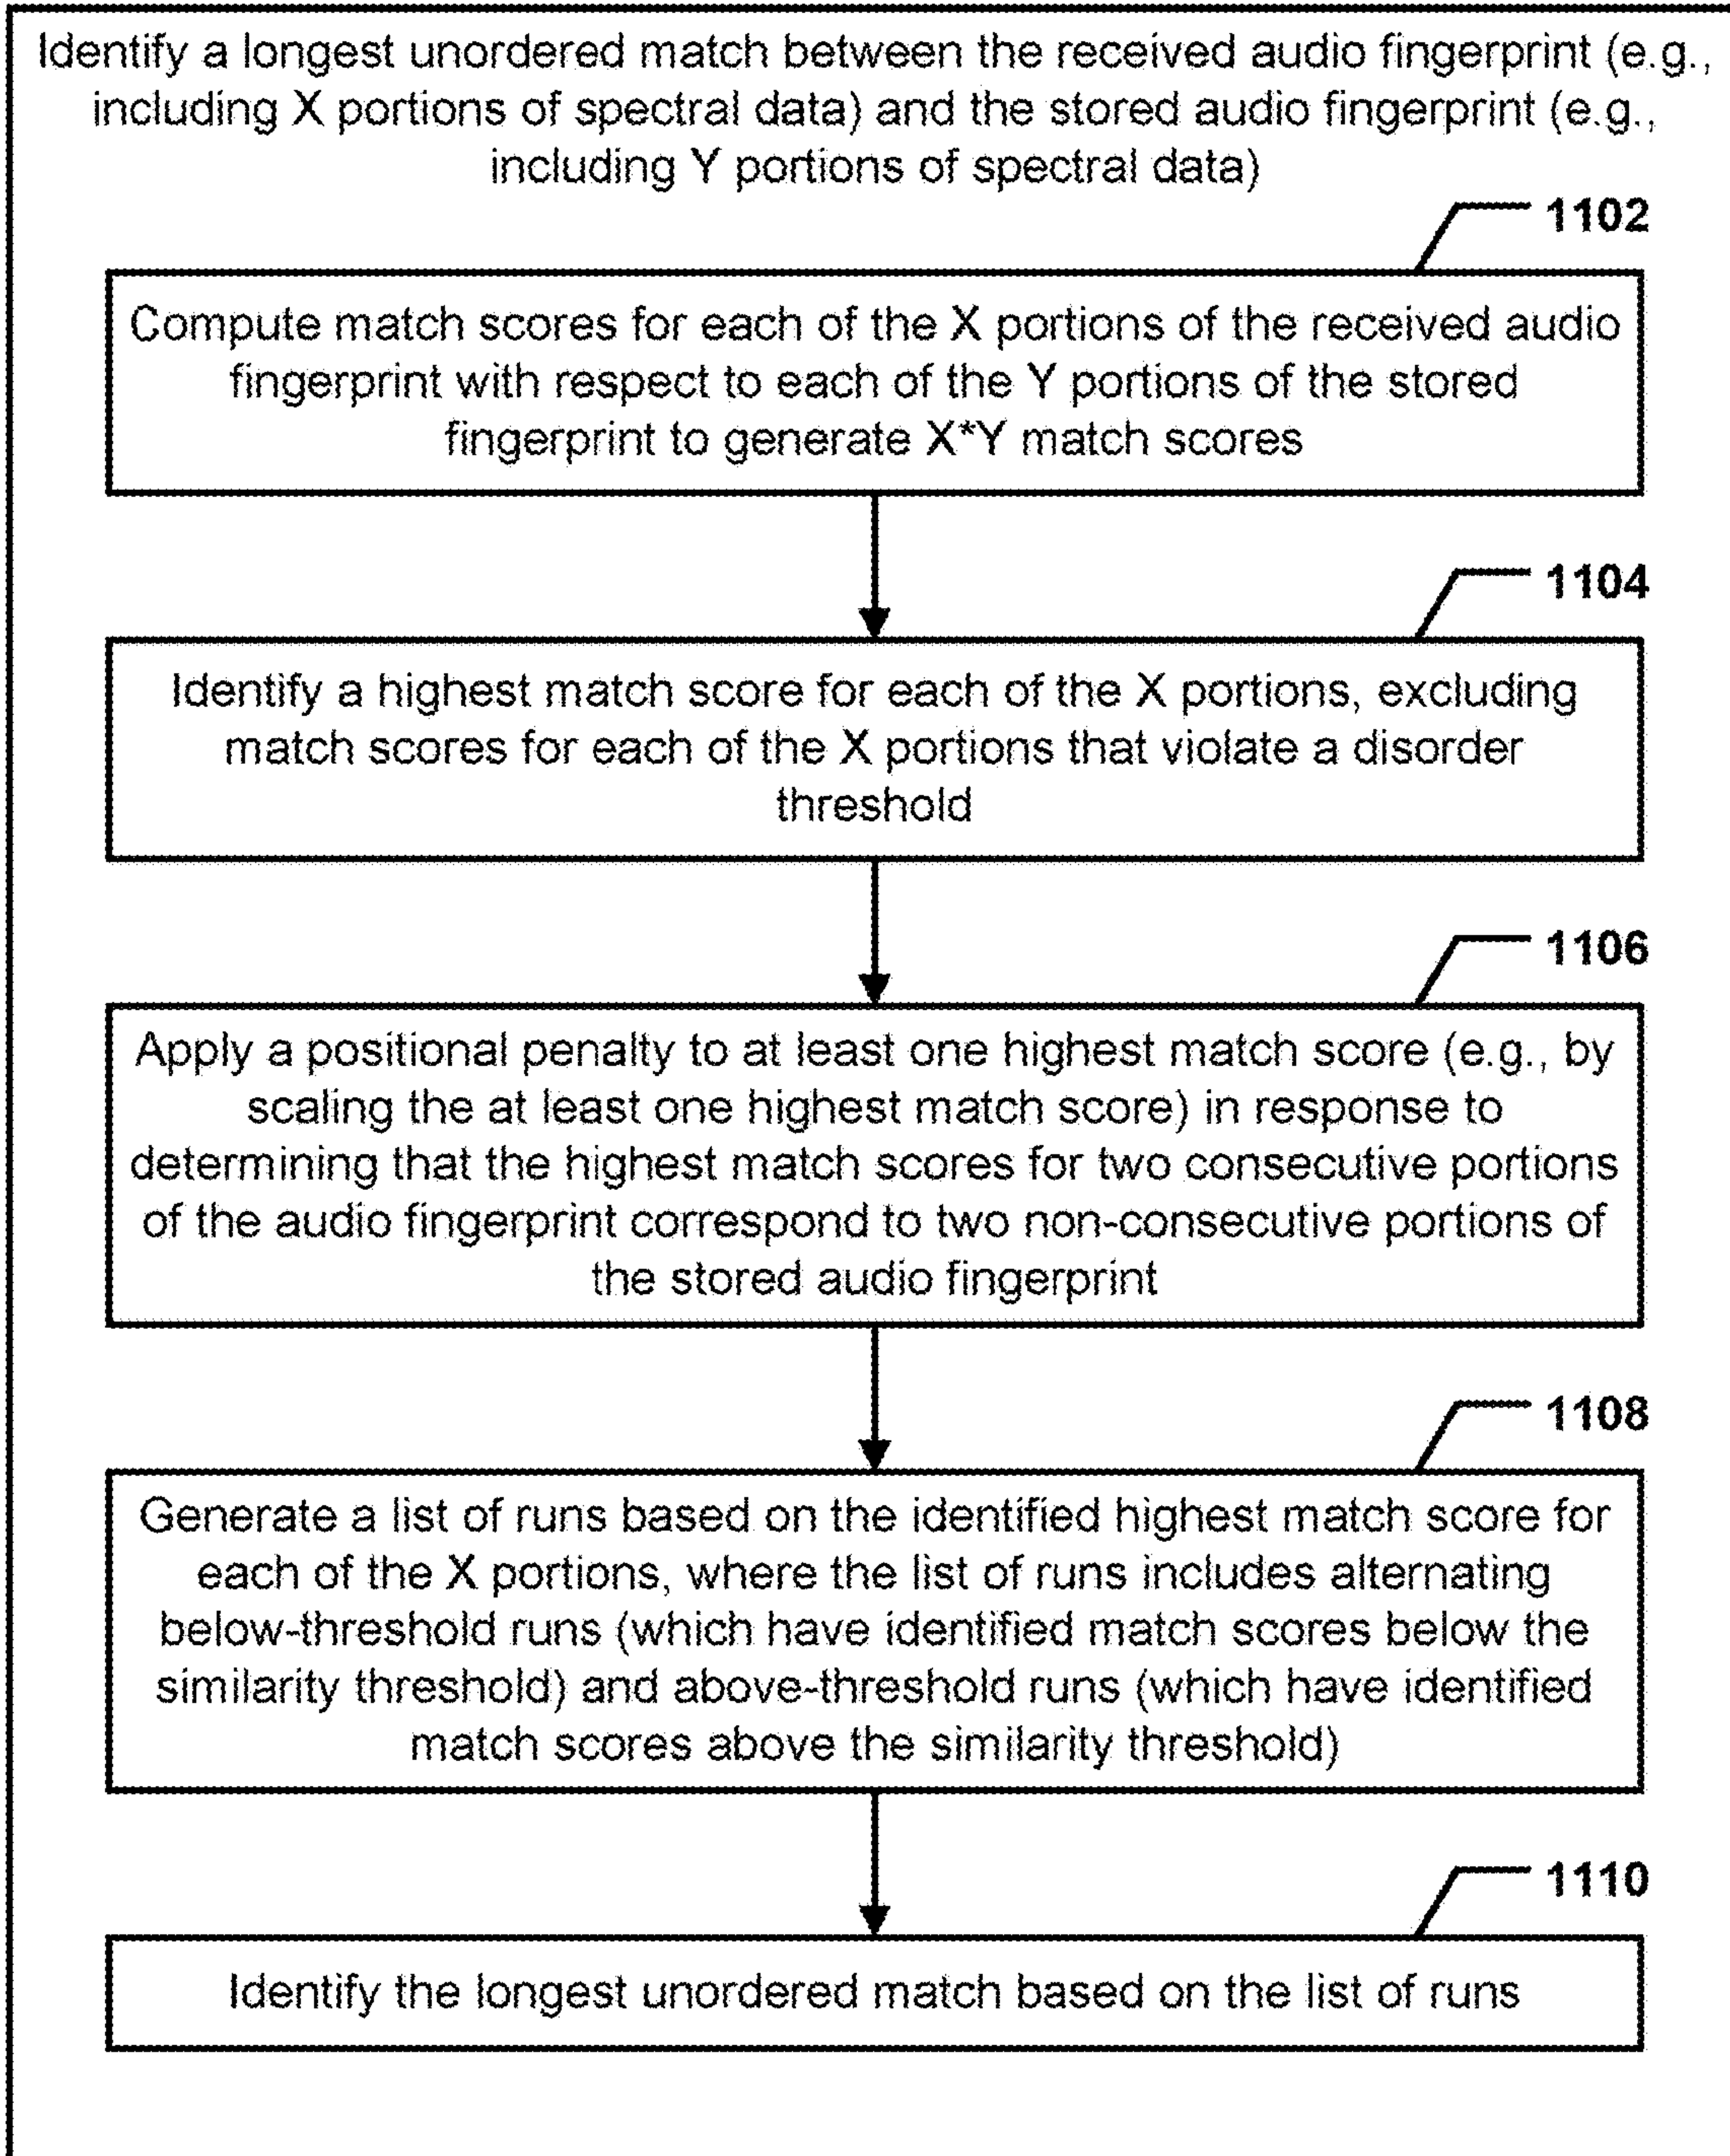 Identify a longest unordered match between the received audio fingerprint (e.g.,
including X portions of spectral data) and the stored audio fingerprint (e.g.,
including Y portions of spectral data)
1102
Compute match scores for each of the X portions of the received audio
fingerprint with respect to each of the Y portions of the stored
fingerprint to generate X*Y match scores
1104
Identify a highest match score for each of the X portions, excluding
match scores for each of the X portions that violate a disorder
threshold
1106
Apply a positional penalty to at least one highest match score (e.g., by
scaling the at least one highest match score) in response to
determining that the highest match scores for two consecutive portions
of the audio fingerprint correspond to two non-consecutive portions of
the stored audio fingerprint
1108
Generate a list of runs based on the identified highest match score for
each of the X portions, where the list of runs includes alternating
below-threshold runs (which have identified match scores below the
similarity threshold) and above-threshold runs (which have identified
match scores above the similarity threshold)
1110
Identify the longest unordered match based on the list of runs